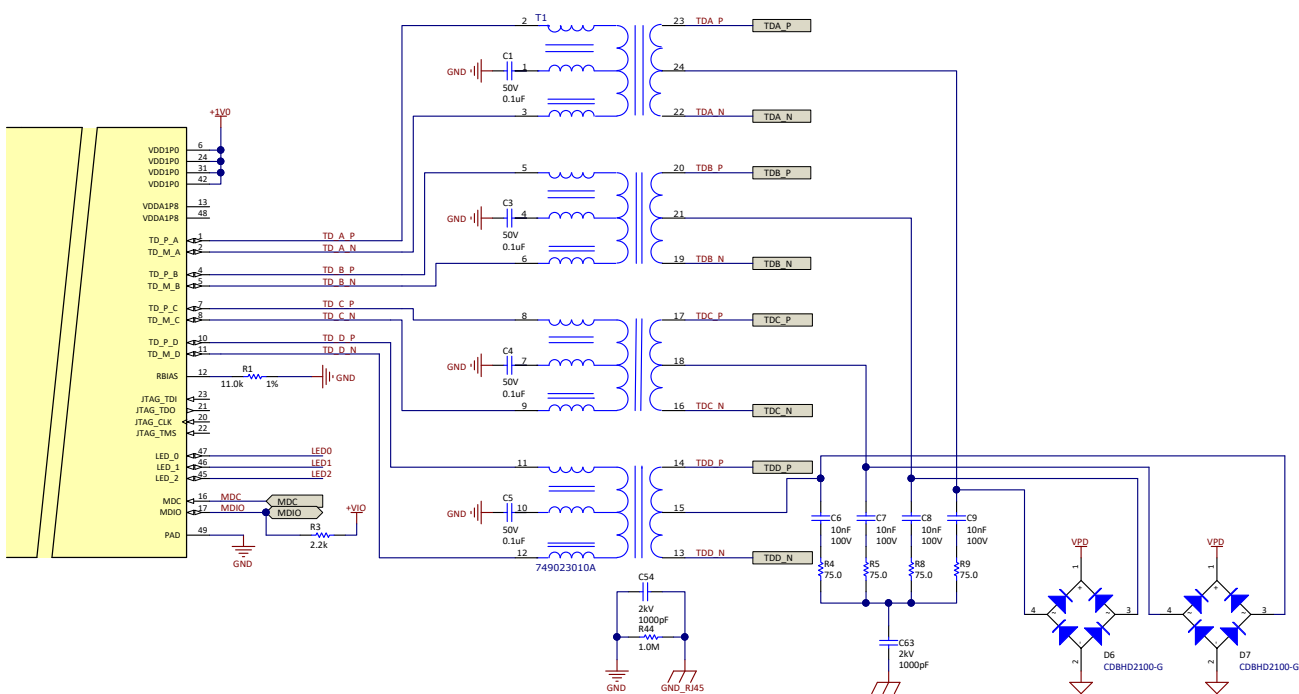 2 T1 23 TDA_P TDA_P
C1
GND 1 24
50V
0.1uF
3 22 TDA_N TDA_N
+1V0
VDD1P0 6
VDD1P0 24
VDD1P0 31
VDD1P0 42
5 20 TDB_P TDB_P
C3
GND 4 21
50V
0.1uF
6 19 TDB_N TDB_N
VDDA1P8 13
VDDA1P8 48
TD_P_A 1 TD_A_P
TD_M_A 2 TD_A_N
TD_P_B 4 TD_B_P
TD_M_B 5 TD_B_N
TD_P_C 7 TD_C_P
TD_M_C 8 TD_C_N
8 17 TDC_P TDC_P
C4
GND 7 18
50V
0.1uF
9 16 TDC_N TDC_N
TD_P_D 10 TD_D_P
TD_M_D 11 TD_D_N
RBIAS 12 R1 GND
11.0k 1%
JTAG_TDI 23
JTAG_TDO 21
JTAG_CLK 20
JTAG_TMS 22
LED_0 47 LED0
LED_1 46 LED1
LED_2 45 LED2
11 14 TDD_P TDD_P
C5
GND 10 15
50V
0.1uF
12 13 TDD_N TDD_N
749023010A
MDC 16 MDC MDC
MDIO 17 MDIO MDIO
+VIO
R3
2.2k
PAD 49
GND
C6 C7 C8 C9
10nF 10nF 10nF 10nF
100V 100V 100V 100V
R4 R5 R8 R9
75.0 75.0 75.0 75.0
C54
2kV
1000pF
R44
1.0M
GND GND_RJ45
C63
2kV
1000pF
VPD VPD
1 1
+ +
4 ~ ~ 3 4 ~ ~ 3
- -
2 2
D6 D7
CDBHD2100-G CDBHD2100-G